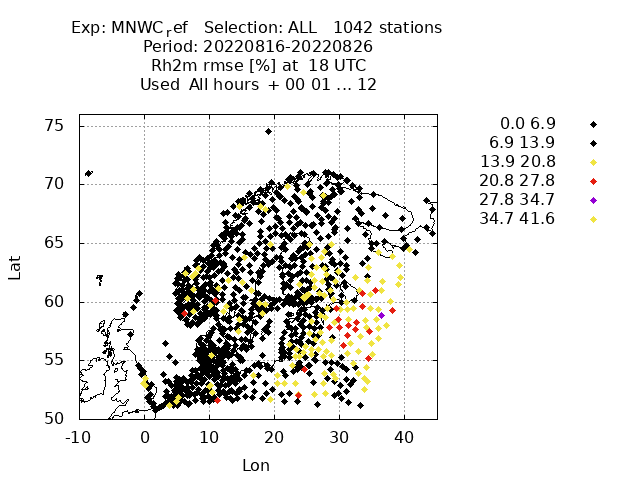 Exp: MNWC_ref   Selection: ALL   1042 stations
Period: 20220816-20220826
Rh2m rmse [%] at  18 UTC
Used  All hours  + 00 01 ... 12
0.0 6.9
6.9 13.9
13.9 20.8
20.8 27.8
27.8 34.7
34.7 41.6
75
70
65
60
55
50
Lat
-10 0 10 20 30 40
Lon